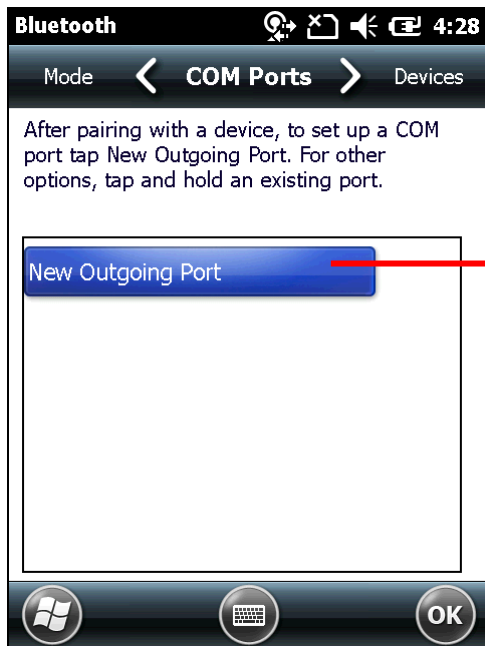 Bluetooth 4:28
Mode COM Ports Devices
After pairing with a device, to set up a COM
port tap New Outgoing Port. For other
options, tap and hold an existing port.
New Outgoing Port
OK